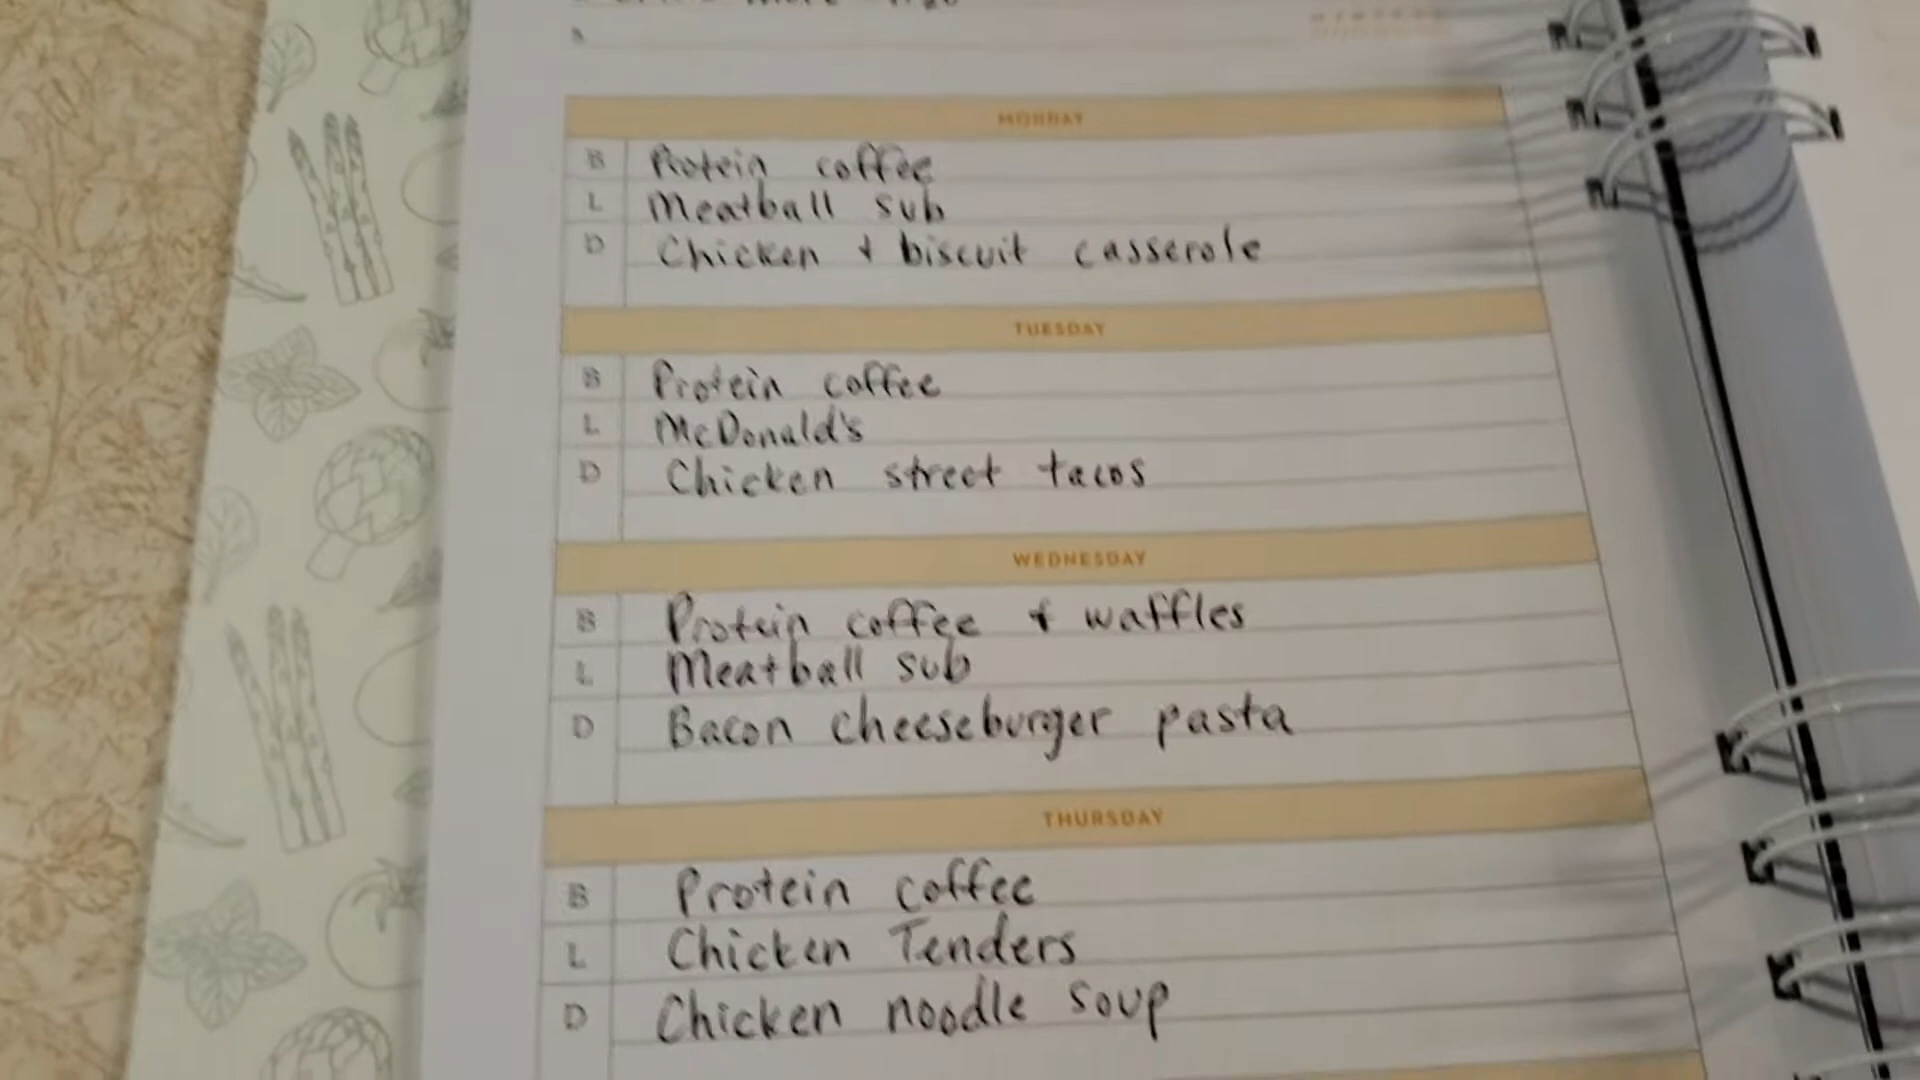 MONDAY
B Protein coffee
L Meatball sub
D Chicken + biscuit casserole
TUESDAY
B Protein coffee
L McDonald's
D Chicken street tacos
WEDNESDAY
B Protein coffee + waffles
L Meatball sub
D Bacon cheeseburger pasta
THURSDAY
B Protein coffee
L Chicken Tenders
D Chicken noodle soup